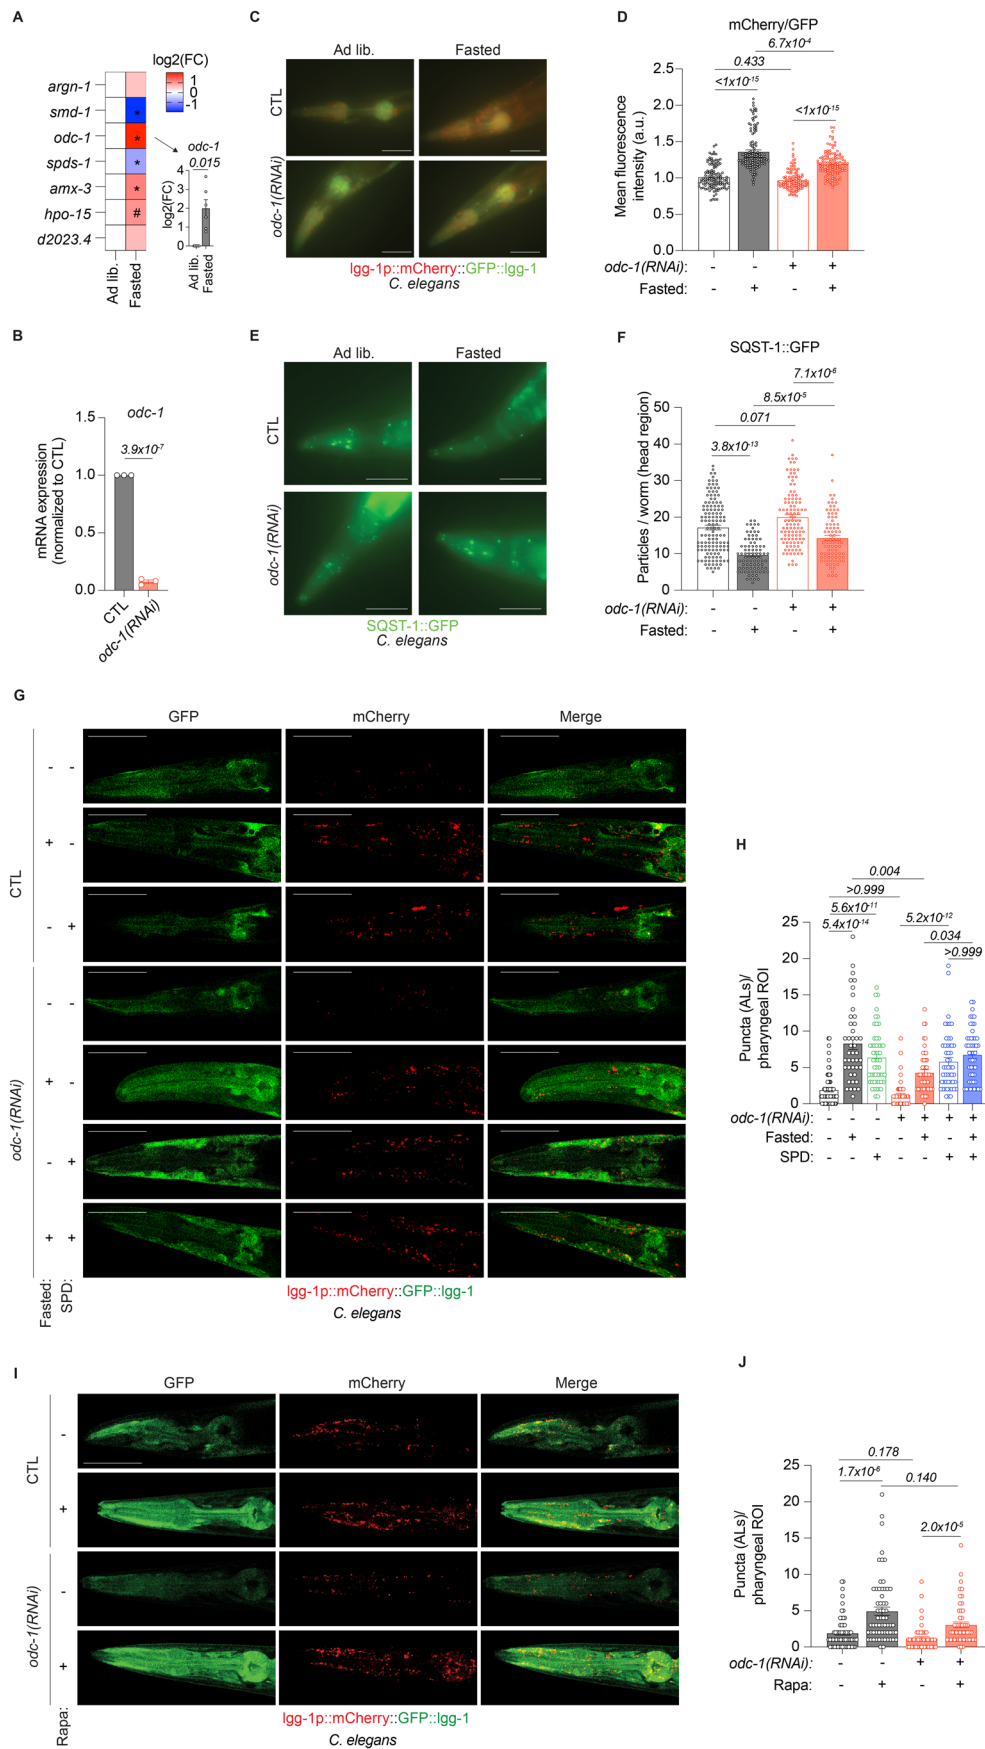 A
log2(FC)
1
0
-1
argn-1
smd-1
*
odc-1
*
spds-1
*
amx-3
*
hpo-15
#
d2023.4
Ad lib.
Fasted
odc-1
0.015
log2(FC)
4
3
2
1
0
Ad lib.
Fasted
B
odc-1
mRNA expression
(normalized to CTL)
1.5
1.0
0.5
0.0
3.9x10-7
CTL
odc-1(RNAi)
C
Ad lib.
Fasted
CTL
odc-1(RNAi)
lgg-1p::mCherry::GFP::lgg-1
C. elegans
D
mCherry/GFP
6.7x10-4
0.433
<1x10-15
<1x10-15
Mean fluorescence
intensity (a.u.)
2.5
2.0
1.5
1.0
0.0
odc-1(RNAi): - - + +
Fasted: - + - +
E
Ad lib.
Fasted
CTL
odc-1(RNAi)
SQST-1::GFP
C. elegans
F
SQST-1::GFP
7.1x10-6
8.5x10-5
0.071
3.8x10-13
Particles / worm (head region)
50
40
30
20
10
0
odc-1(RNAi): - - + +
Fasted: - + - +
G
GFP
mCherry
Merge
CTL
- -
+ -
- +
odc-1(RNAi)
- -
+ -
- +
+ +
Fasted:
SPD:
lgg-1p::mCherry::GFP::lgg-1
C. elegans
H
0.004
>0.999
5.6x10-11
5.4x10-14
5.2x10-12
0.034
>0.999
Puncta (ALs)/
pharyngeal ROI
25
20
15
10
5
0
odc-1(RNAi): - - - + + + +
Fasted: - + - - + - +
SPD: - - + - - + +
I
GFP
mCherry
Merge
CTL
-
+
odc-1(RNAi)
-
+
Rapa:
lgg-1p::mCherry::GFP::lgg-1
C. elegans
J
0.178
1.7x10-6
0.140
2.0x10-5
Puncta (ALs)/
pharyngeal ROI
25
20
15
10
5
0
odc-1(RNAi): - - + +
Rapa: - + - +